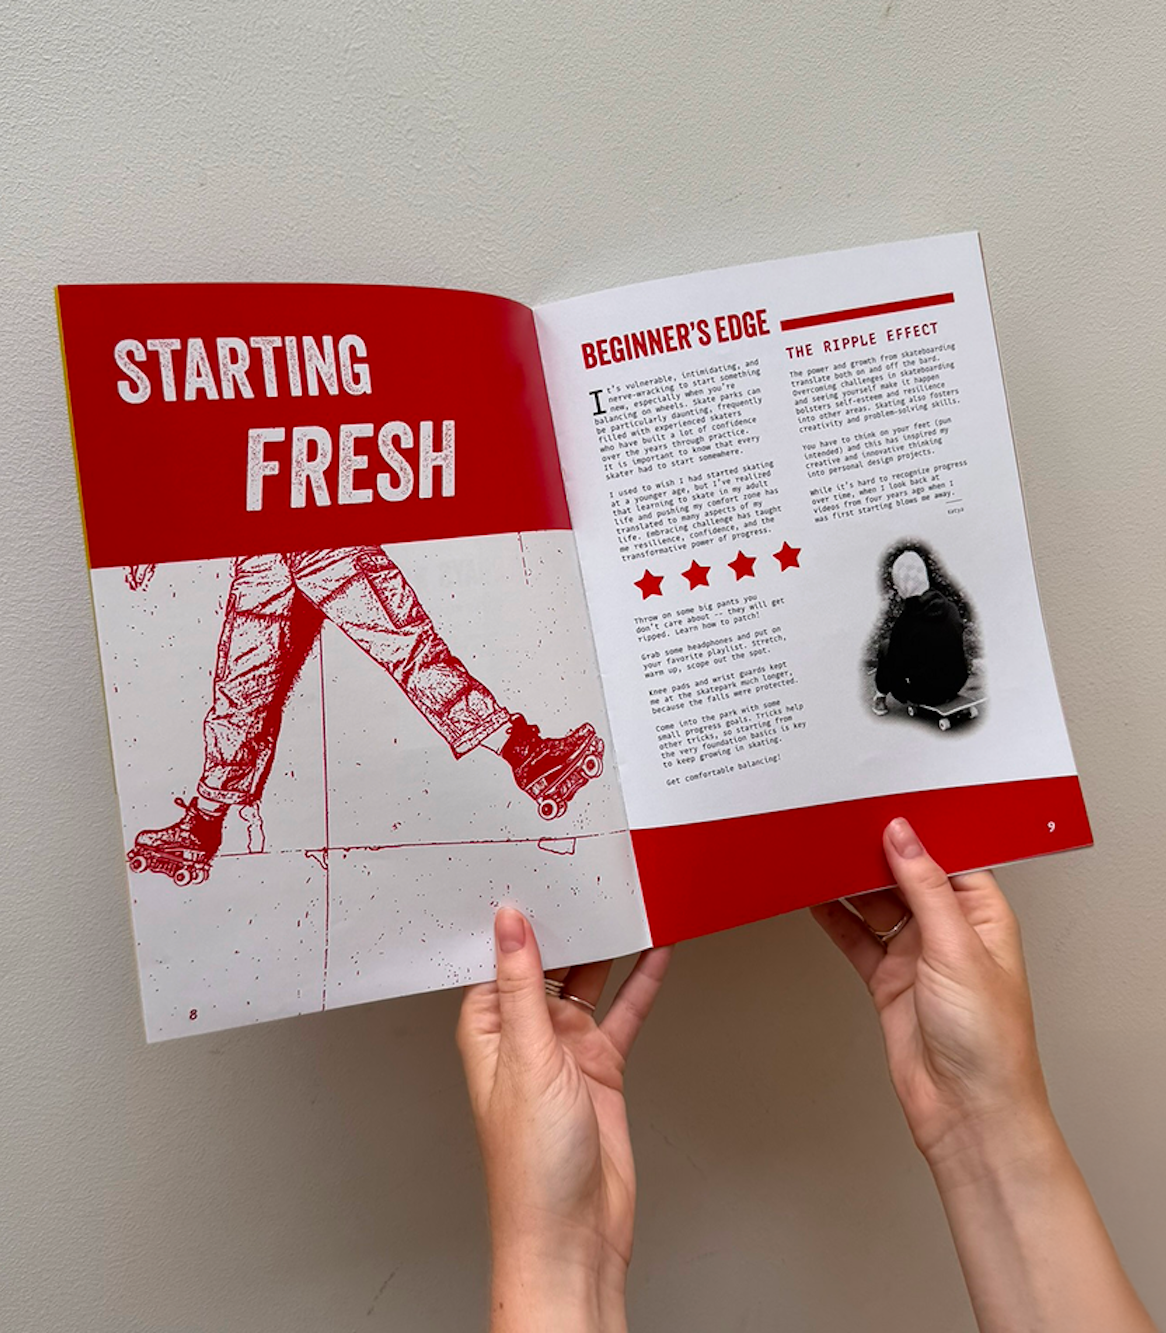 STARTING
FRESH
8
BEGINNER'S EDGE
It's vulnerable, intimidating, and
nerve-wracking to start something
new, especially when you're
balancing on wheels. Skate parks can
be particularly daunting, frequently
filled with experienced skaters
who have built a lot of confidence
over the years through practice.
It is important to know that every
skater had to start somewhere.
I used to wish I had started skating
at a younger age, but I've realized
that learning to skate in my adult
life and pushing my comfort zone has
translated to many aspects of my
life. Embracing challenge has taught
me resilience, confidence, and the
transformative power of progress.
Throw on some big pants you
don't care about -- they will get
ripped. Learn how to patch!
Grab some headphones and put on
your favorite playlist. Stretch,
warm up, scope out the spot.
Knee pads and wrist guards kept
me at the skatepark much longer,
because the falls were protected.
Come into the park with some
small progress goals. Tricks help
other tricks, so starting from
the very foundation basics is key
to keep growing in skating.
Get comfortable balancing!
THE RIPPLE EFFECT
The power and growth from skateboarding
translate both on and off the bard.
Overcoming challenges in skateboarding
and seeing yourself make it happen
bolsters self-esteem and resilience
into other areas. Skating also fosters
creativity and problem-solving skills.
You have to think on your feet (pun
intended) and this has inspired my
creative and innovative thinking
into personal design projects.
While it's hard to recognize progress
over time, when I look back at
videos from four years ago when I
was first starting blows me away.
9